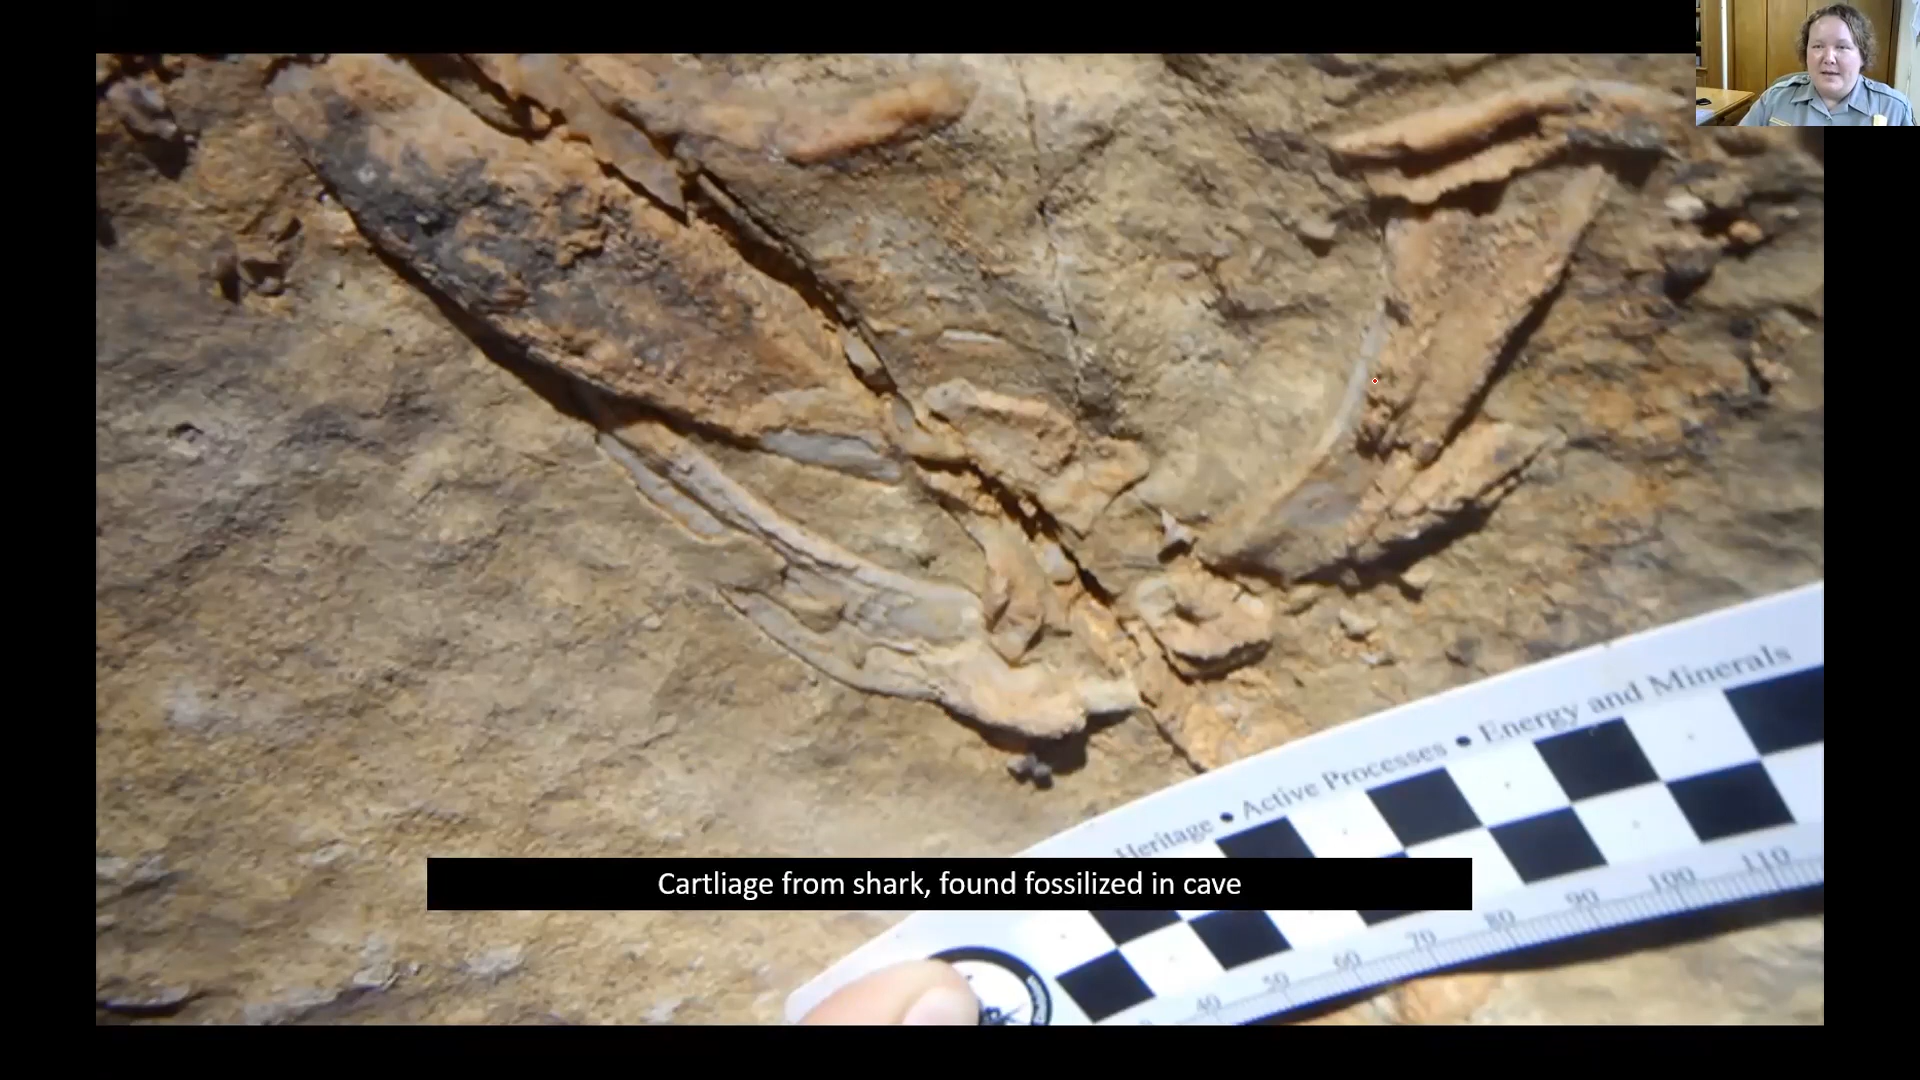 Heritage • Active Processes • Energy and Minerals
Cartliage from shark, found fossilized in cave
40 50 60 70 80 90 100 110